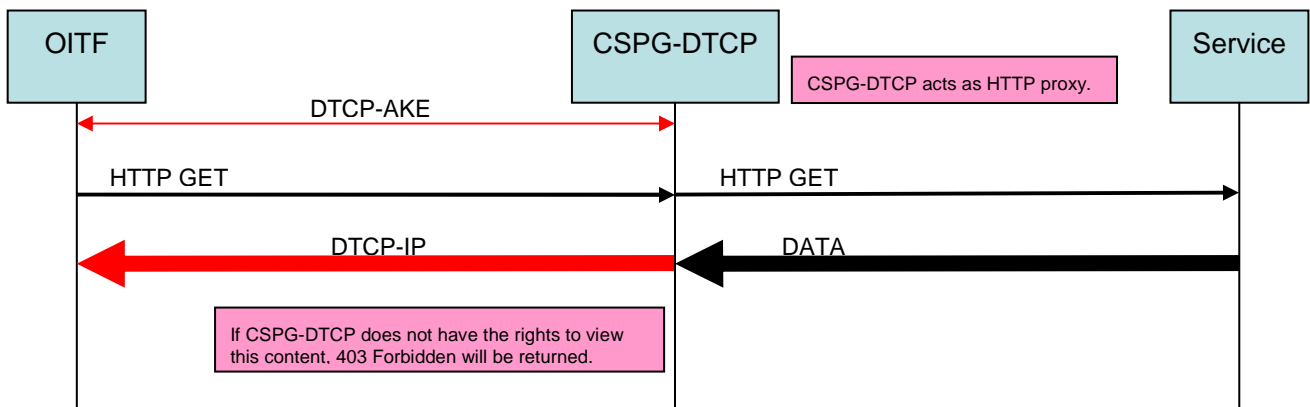 OITF
CSPG-DTCP
Service
CSPG-DTCP acts as HTTP proxy.
DTCP-AKE
HTTP GET
HTTP GET
DTCP-IP
DATA
If CSPG-DTCP does not have the rights to view
this content, 403 Forbidden will be returned.